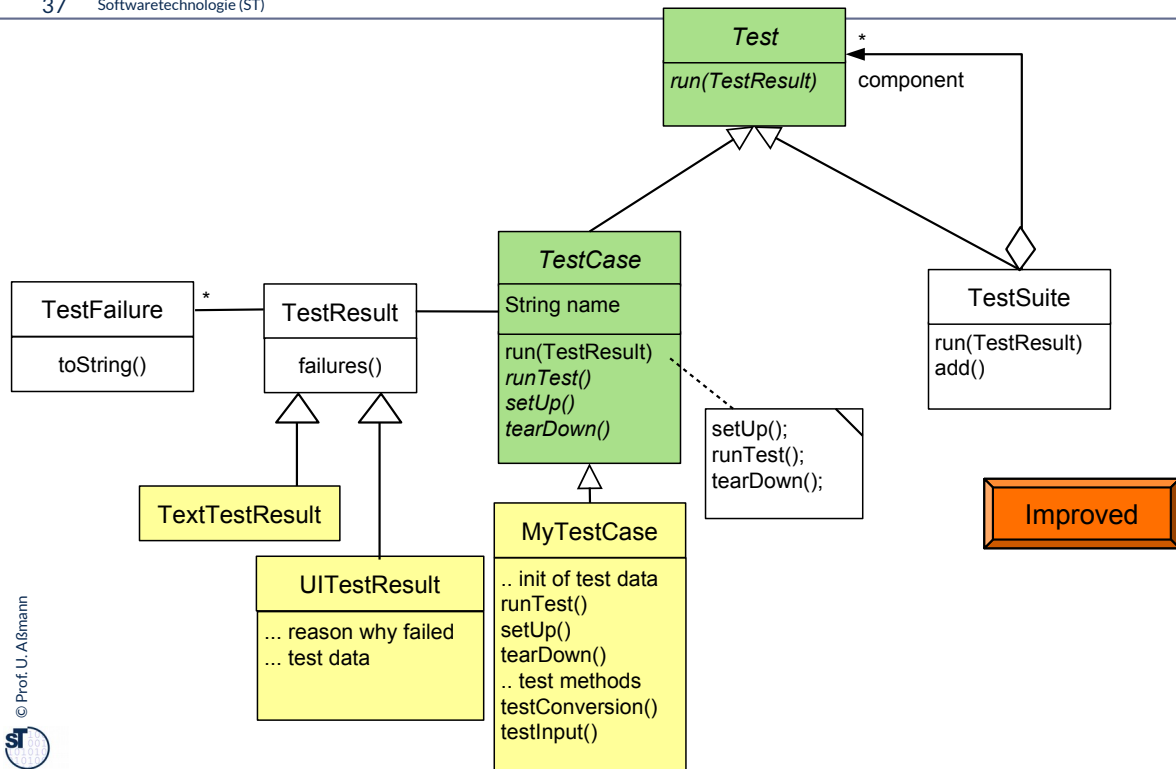 37 Softwaretechnologie (ST)
Test
run(TestResult)
*
component
TestCase
String name
run(TestResult)
runTest()
setUp()
tearDown()
TestSuite
run(TestResult)
add()
TestFailure
toString()
*
TestResult
failures()
setUp();
runTest();
tearDown();
Improved
TextTestResult
UITestResult
... reason why failed
... test data
MyTestCase
.. init of test data
runTest()
setUp()
tearDown()
.. test methods
testConversion()
testInput()
© Prof. U. Aßmann
ST